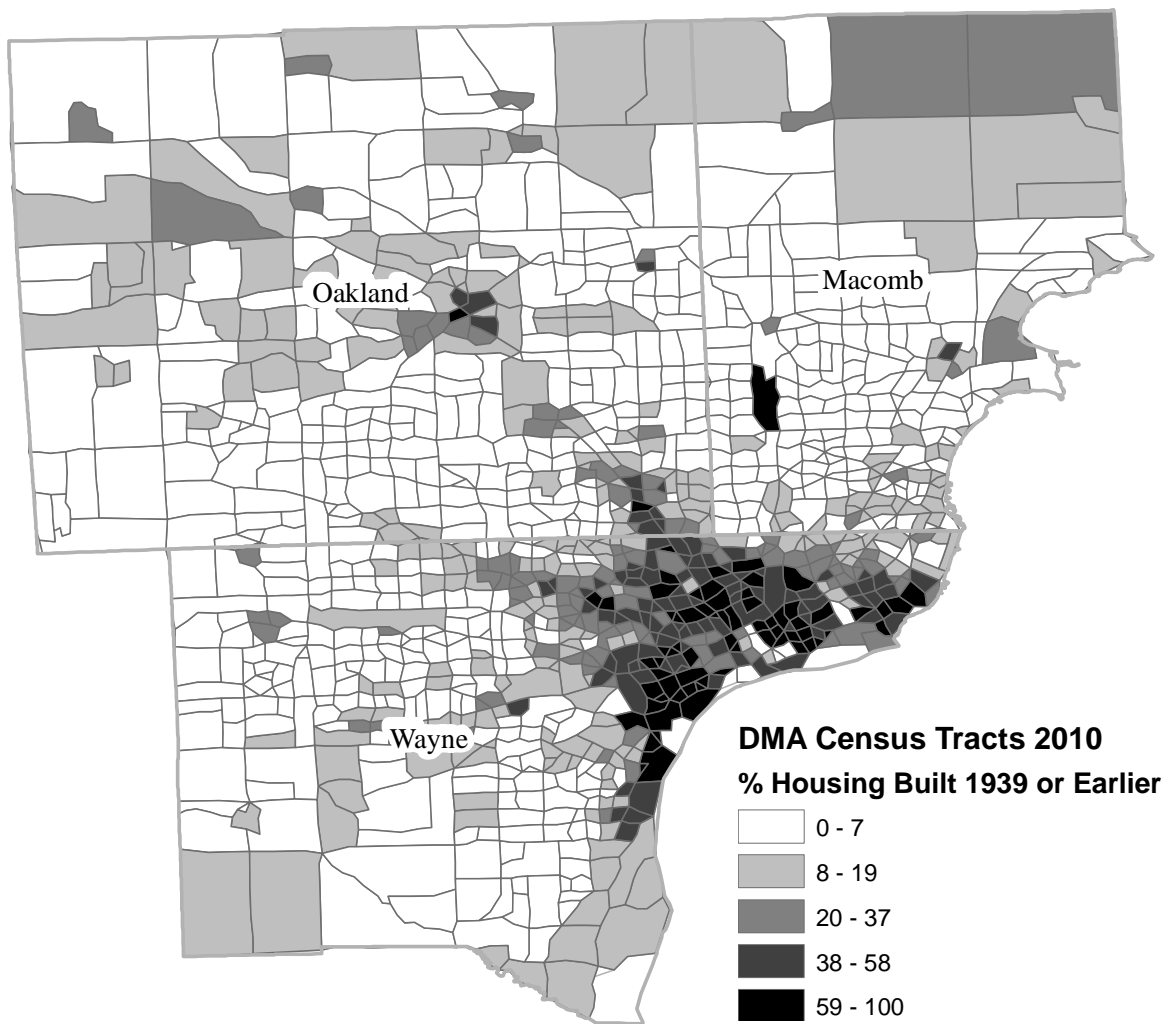 Oakland
Macomb
Wayne
DMA Census Tracts 2010
% Housing Built 1939 or Earlier
0 - 7
8 - 19
20 - 37
38 - 58
59 - 100